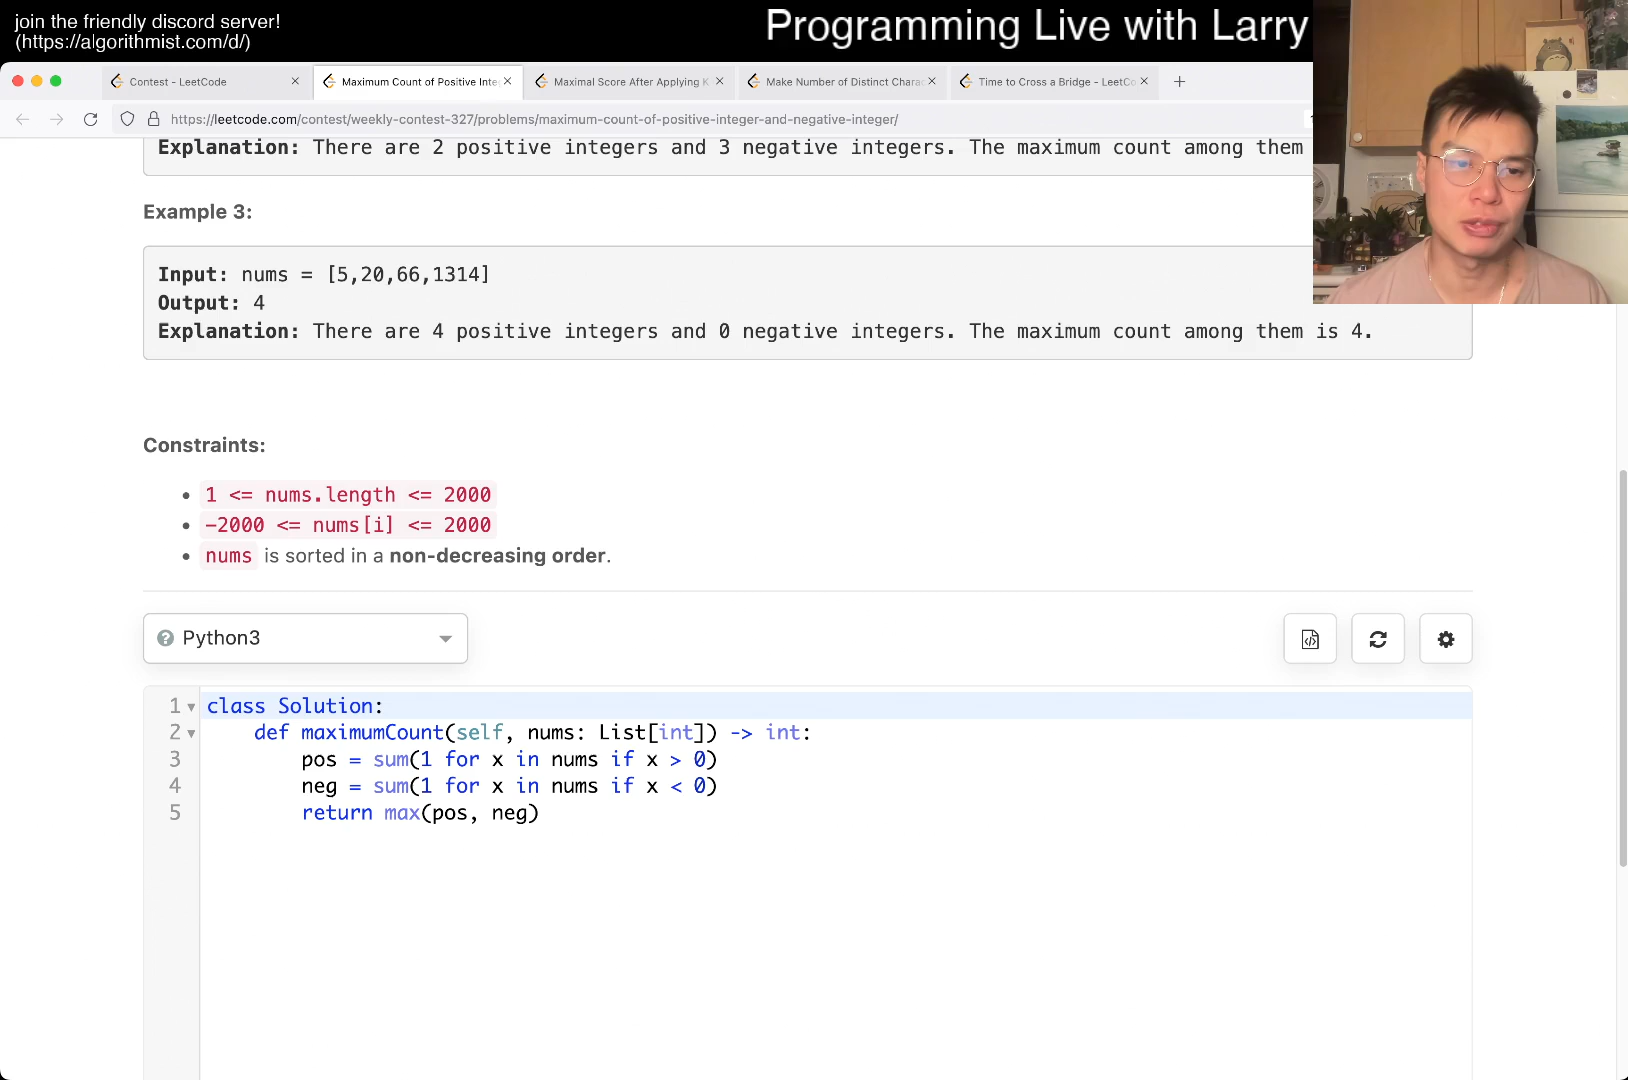 join the friendly discord server!
(https://algorithmist.com/d/)
Programming Live with Larry
Contest - LeetCode
Maximum Count of Positive Inte
Maximal Score After Applying K
Make Number of Distinct Charac
Time to Cross a Bridge - LeetCo
https://leetcode.com/contest/weekly-contest-327/problems/maximum-count-of-positive-integer-and-negative-integer/
Explanation: There are 2 positive integers and 3 negative integers. The maximum count among them
Example 3:
Input: nums = [5,20,66,1314]
Output: 4
Explanation: There are 4 positive integers and 0 negative integers. The maximum count among them is 4.
Constraints:
1 <= nums.length <= 2000
-2000 <= nums[i] <= 2000
nums is sorted in a non-decreasing order.
Python3
1 class Solution:
2 def maximumCount(self, nums: List[int]) -> int:
3 pos = sum(1 for x in nums if x > 0)
4 neg = sum(1 for x in nums if x < 0)
5 return max(pos, neg)